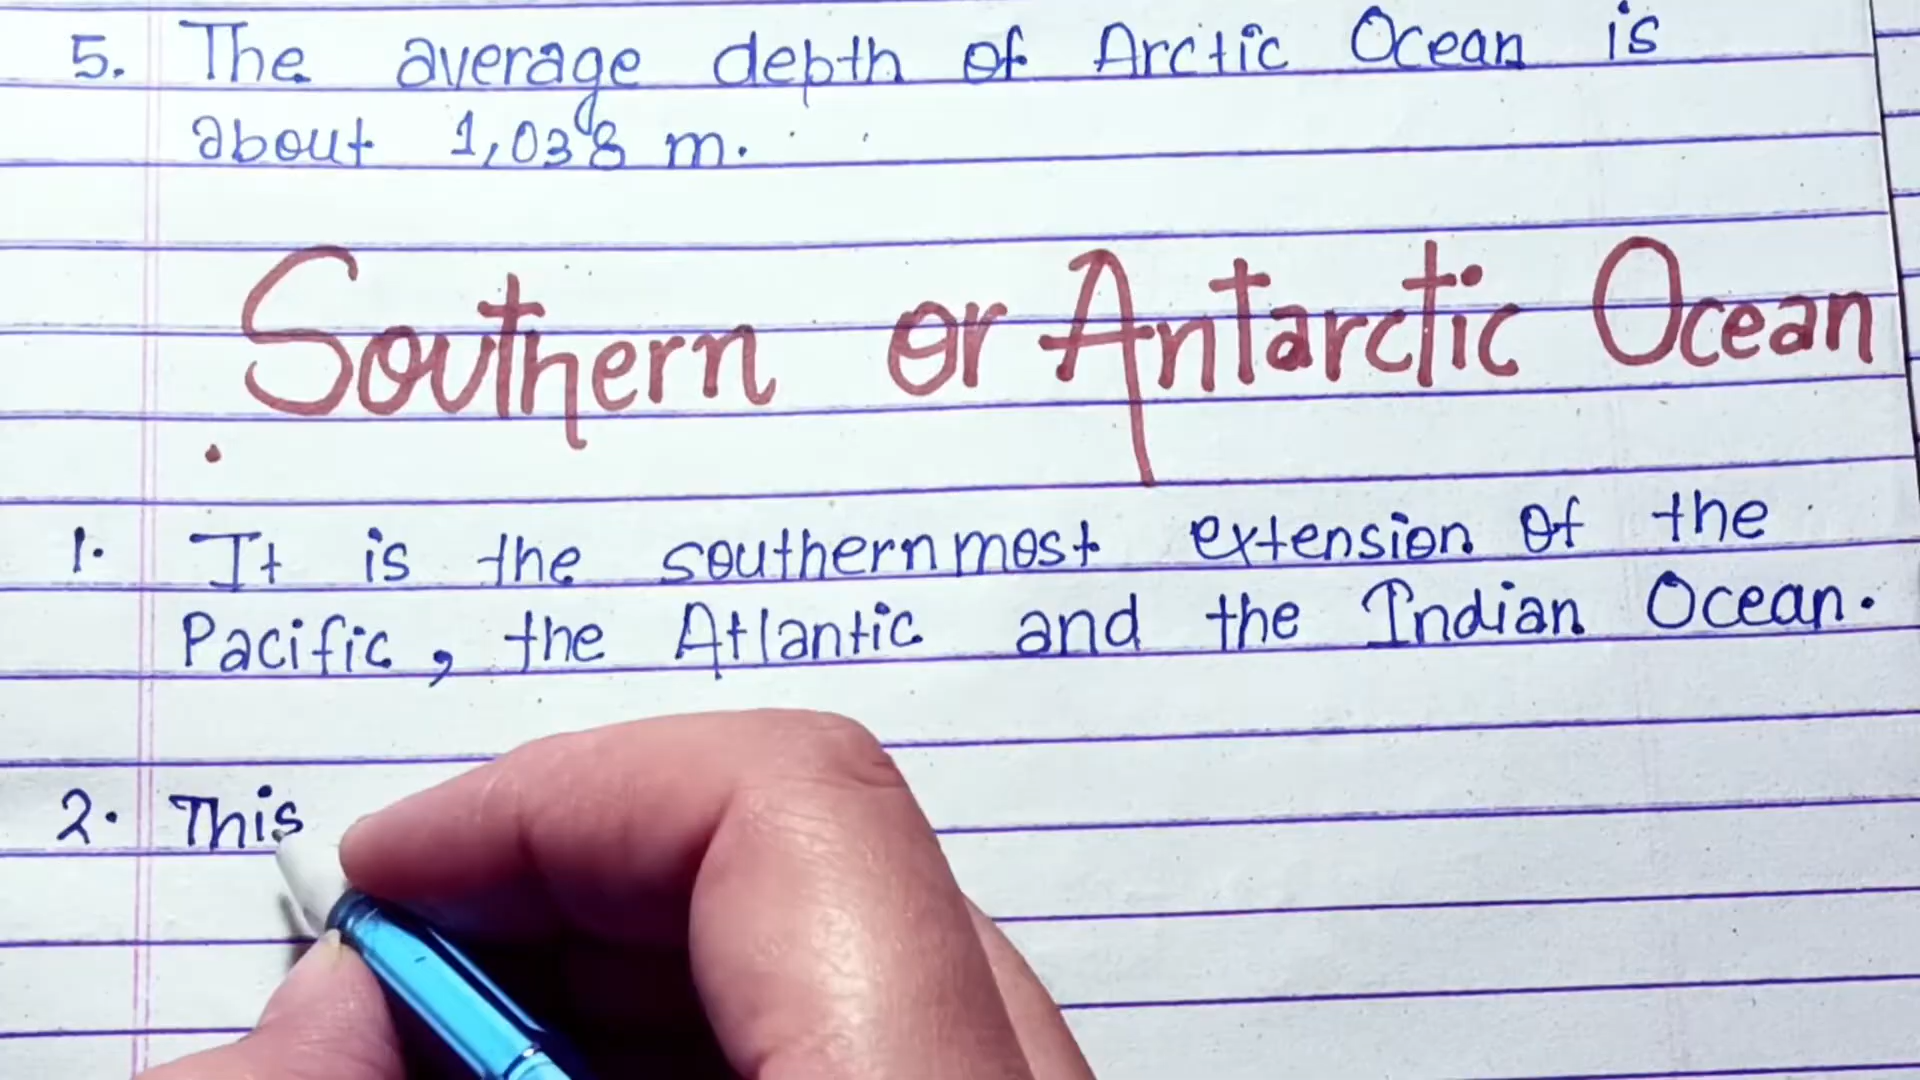 5. The average depth of Arctic Ocean is
about 1,038 m.
Southern or Antarctic Ocean
1. It is the southernmost extension of the
Pacific, the Atlantic and the Indian Ocean.
2. This